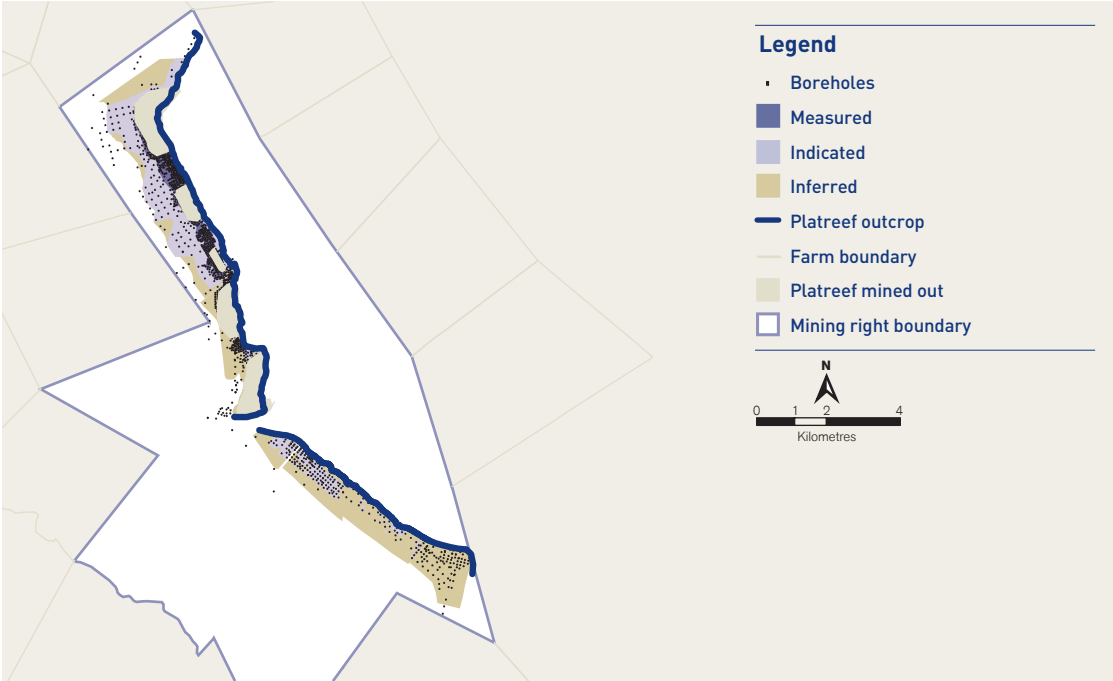 Legend
Boreholes
Measured
Indicated
Inferred
Platreef outcrop
Farm boundary
Platreef mined out
Mining right boundary
N
0 1 2 4
Kilometres